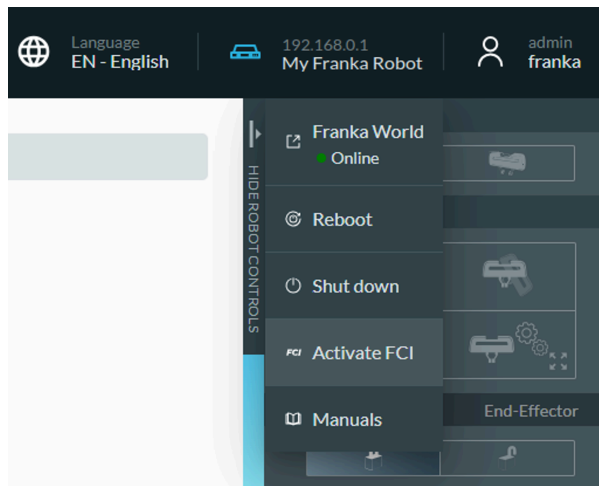 Language
EN - English
192.168.0.1
My Franka Robot
admin
franka
Franka World
Online
HIDE ROBOT CONTROLS
Reboot
Shut down
FCI Activate FCI
Manuals
End-Effector